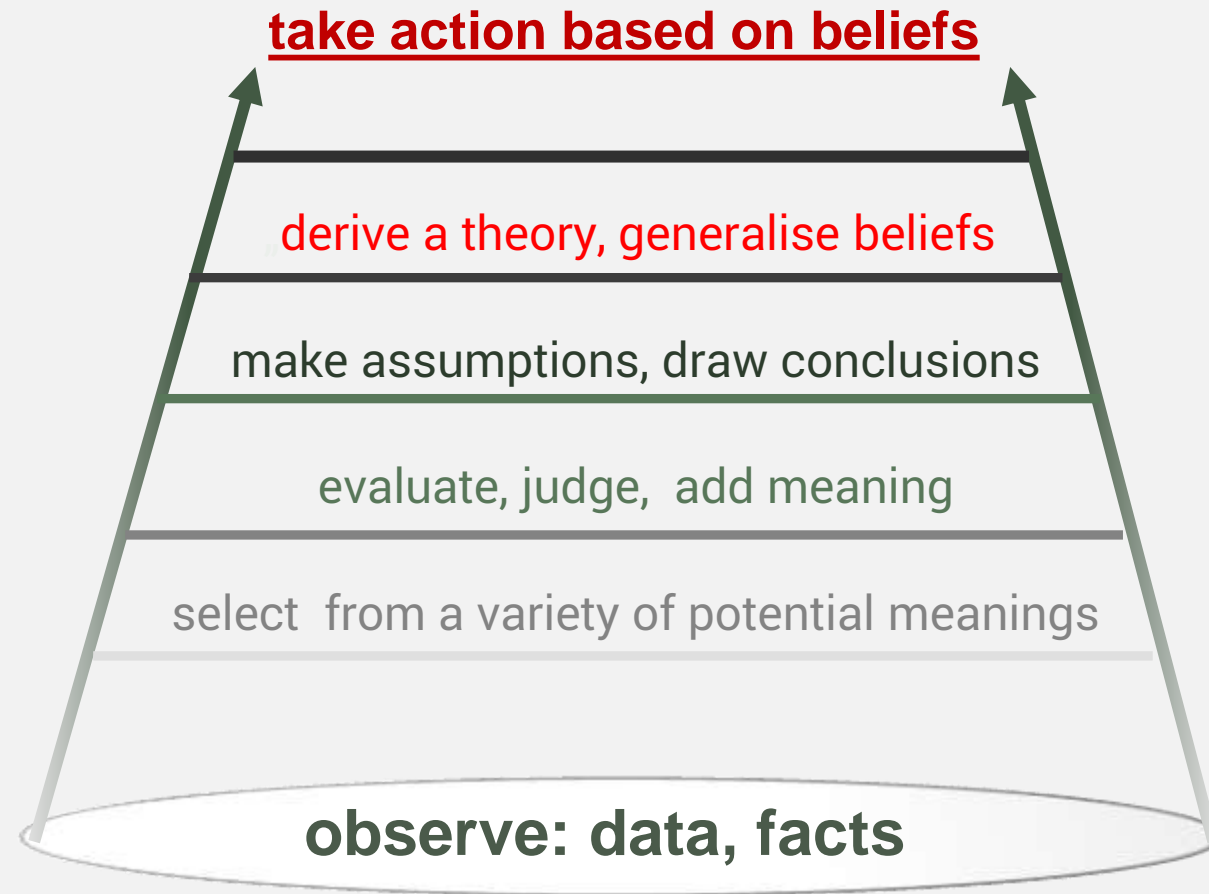 take action based on beliefs
„derive a theory, generalise beliefs
make assumptions, draw conclusions
evaluate, judge, add meaning
select from a variety of potential meanings
observe: data, facts